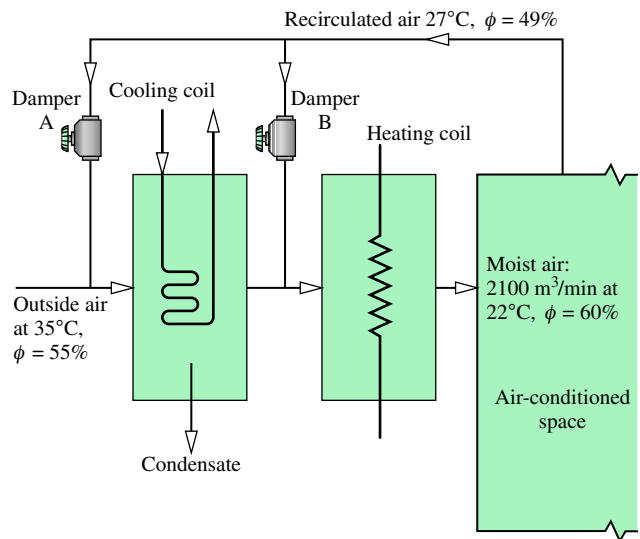 Recirculated air 27°C, ϕ = 49%
Damper
A
Cooling coil
Damper
B
Heating coil
Outside air
at 35°C,
ϕ = 55%
Moist air:
2100 m³/min at
22°C, ϕ = 60%
Air-conditioned
space
Condensate